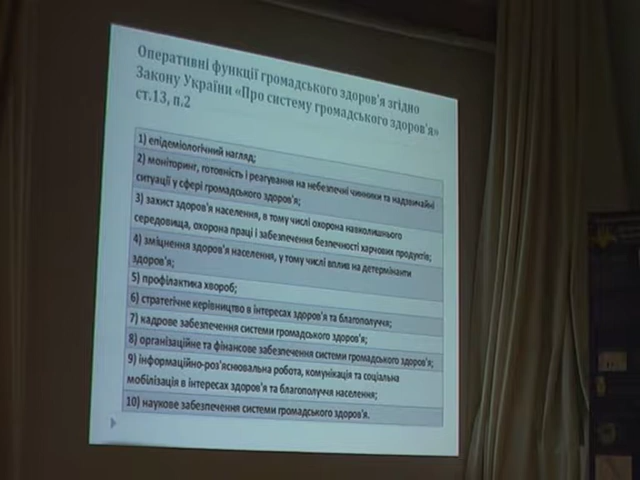 Оперативні функції громадського здоров'я згідно
Закону України «Про систему громадського здоров'я»
ст.13, п.2
1) епідеміологічний нагляд;
2) моніторинг, готовність і реагування на небезпечні чинники та надзвичайні
ситуації у сфері громадського здоров'я;
3) захист здоров'я населення, в тому числі охорона навколишнього
середовища, охорона праці і забезпечення безпечності харчових продуктів;
4) зміцнення здоров'я населення, у тому числі вплив на детермінанти
здоров'я;
5) профілактика хвороб;
6) стратегічне керівництво в інтересах здоров'я та благополуччя;
7) кадрове забезпечення системи громадського здоров'я;
8) організаційне та фінансове забезпечення системи громадського здоров'я;
9) інформаційно-роз'яснювальна робота, комунікація та соціальна
мобілізація в інтересах здоров'я та благополуччя населення;
10) наукове забезпечення системи громадського здоров'я.